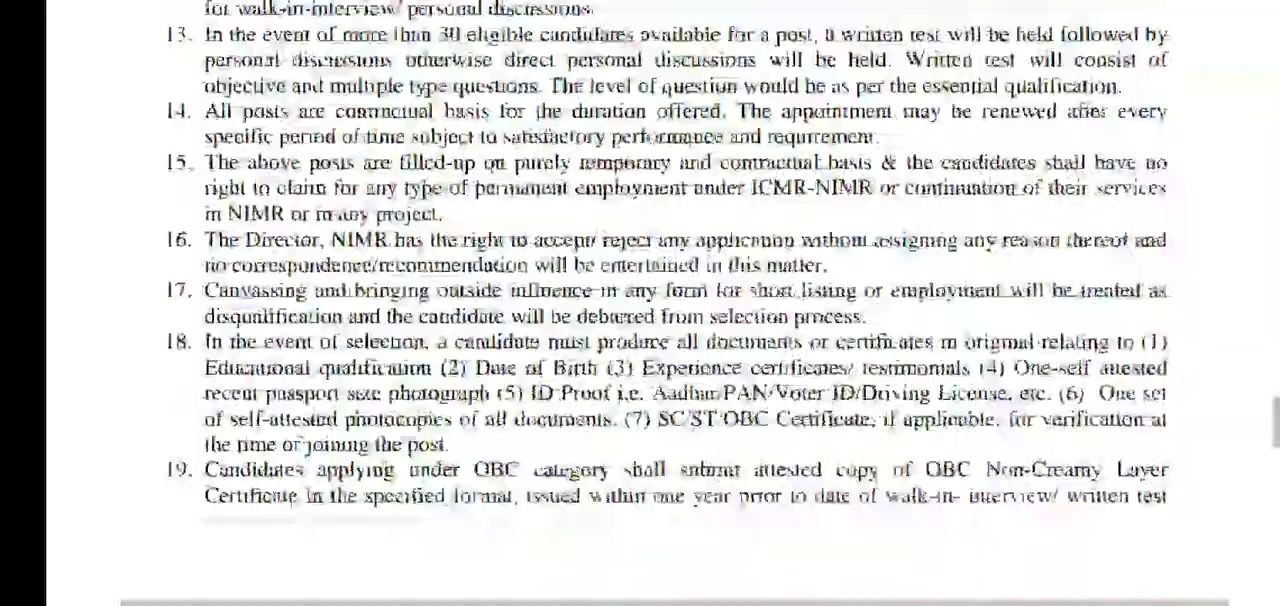 for walk-in-interview/ personal discussions.
13. In the event of more than 30 eligible candidates available for a post, a written test will be held followed by
personal discussions otherwise direct personal discussions will be held. Written test will consist of
objective and multiple type questions. The level of question would be as per the essential qualification.
14. All posts are contractual basis for the duration offered. The appointment may be renewed after every
specific period of time subject to satisfactory performance and requirement.
15. The above posts are filled-up on purely temporary and contractual basis & the candidates shall have no
right to claim for any type of permanent employment under ICMR-NIMR or continuation of their services
in NIMR or in any project.
16. The Director, NIMR has the right to accept/ reject any application without assigning any reason thereof and
no correspondence/recommendation will be entertained in this matter.
17. Canvassing and bringing outside influence in any form for short listing or employment will be treated as
disqualification and the candidate will be debarred from selection process.
18. In the event of selection, a candidate must produce all documents or certificates in original relating to (1)
Educational qualification (2) Date of Birth (3) Experience certificates/ testimonials (4) One-self attested
recent passport size photograph (5) ID Proof i.e. Aadhar/PAN/Voter ID/Driving License, etc. (6) One set
of self-attested photocopies of all documents. (7) SC/ST/OBC Certificate, if applicable, for verification at
the time of joining the post.
19. Candidates applying under OBC category shall submit attested copy of OBC Non-Creamy Layer
Certificate in the specified format, issued within one year prior to date of walk-in- interview/ written test